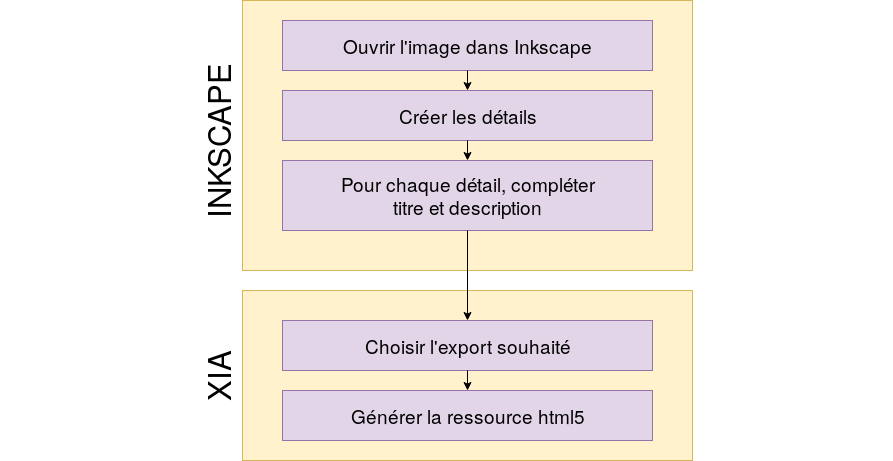 INKSCAPE
Ouvrir l'image dans Inkscape
Créer les détails
Pour chaque détail, compléter
titre et description
XIA
Choisir l'export souhaité
Générer la ressource html5